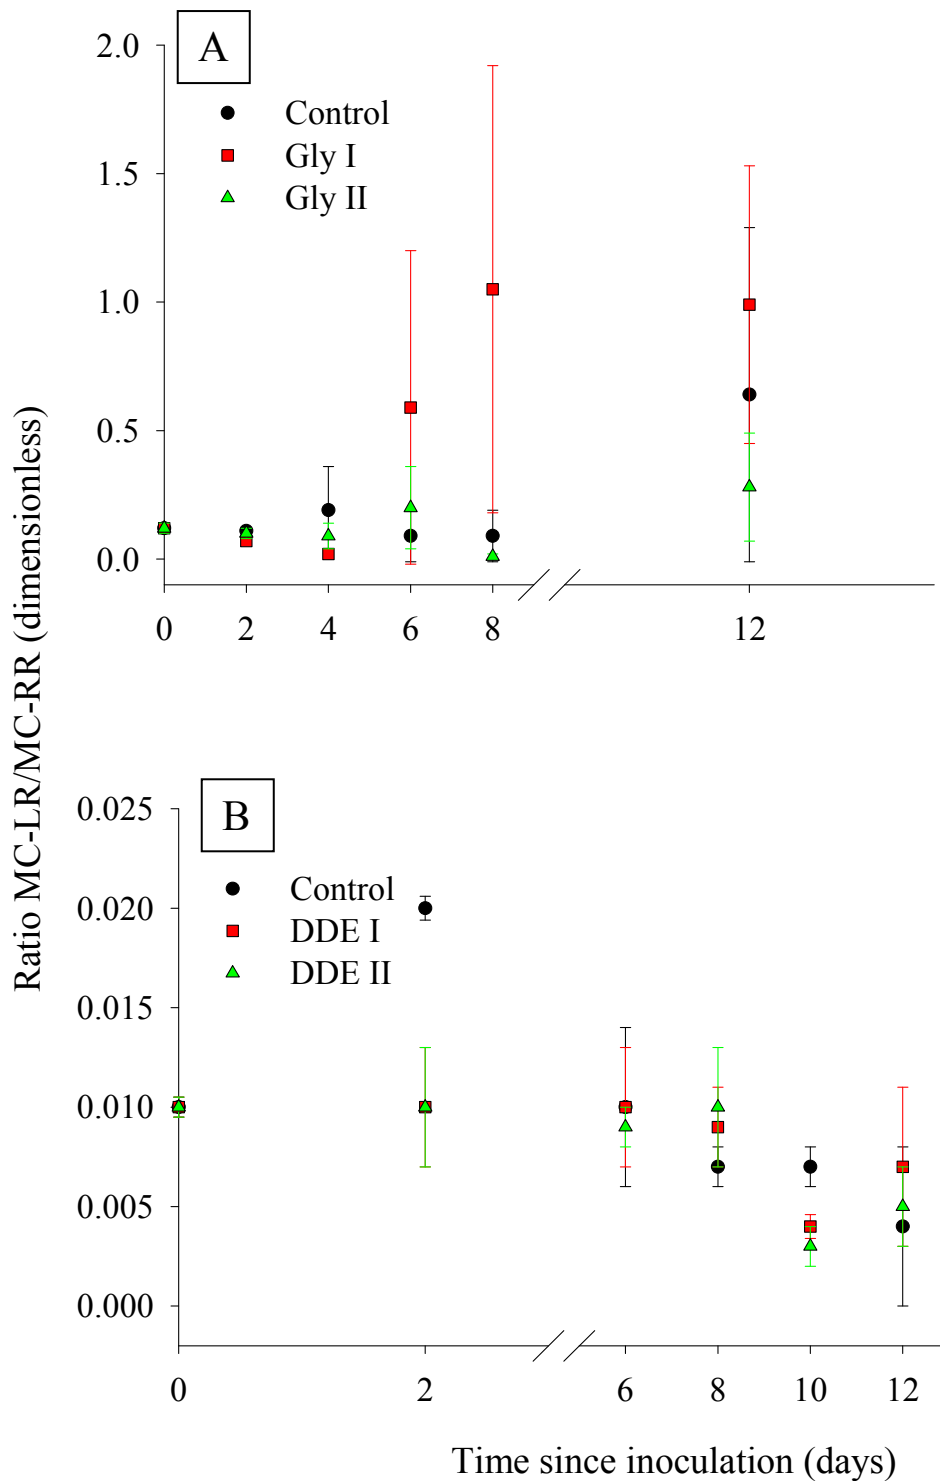 A
2.0
Control
Gly I
1.5
Gly II
1.0
0.5
0.0
0 2 4 6 8 12
Ratio MC-LR/MC-RR (dimensionless)
B
0.025
Control
0.020
DDE I
DDE II
0.015
0.010
0.005
0.000
0 2 6 8 10 12
Time since inoculation (days)